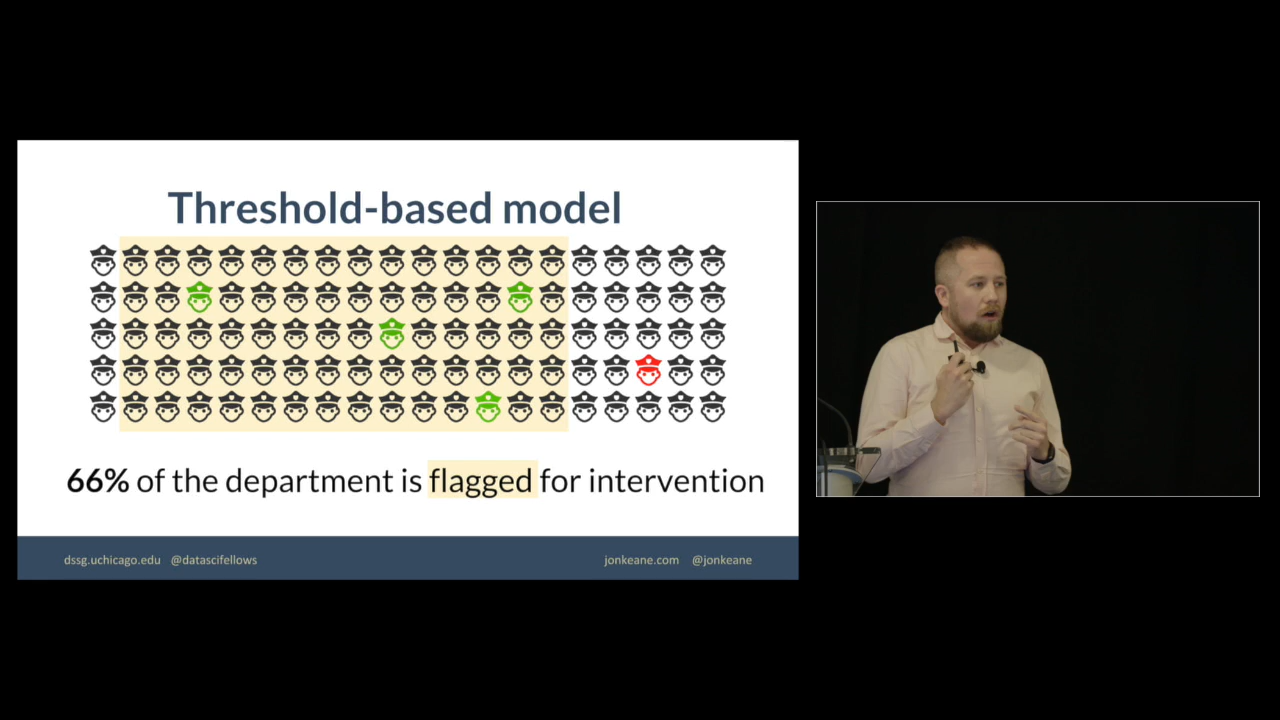 Threshold-based model
66% of the department is flagged for intervention
dssg.uchicago.edu @datascifellows jonkeane.com @jonkeane